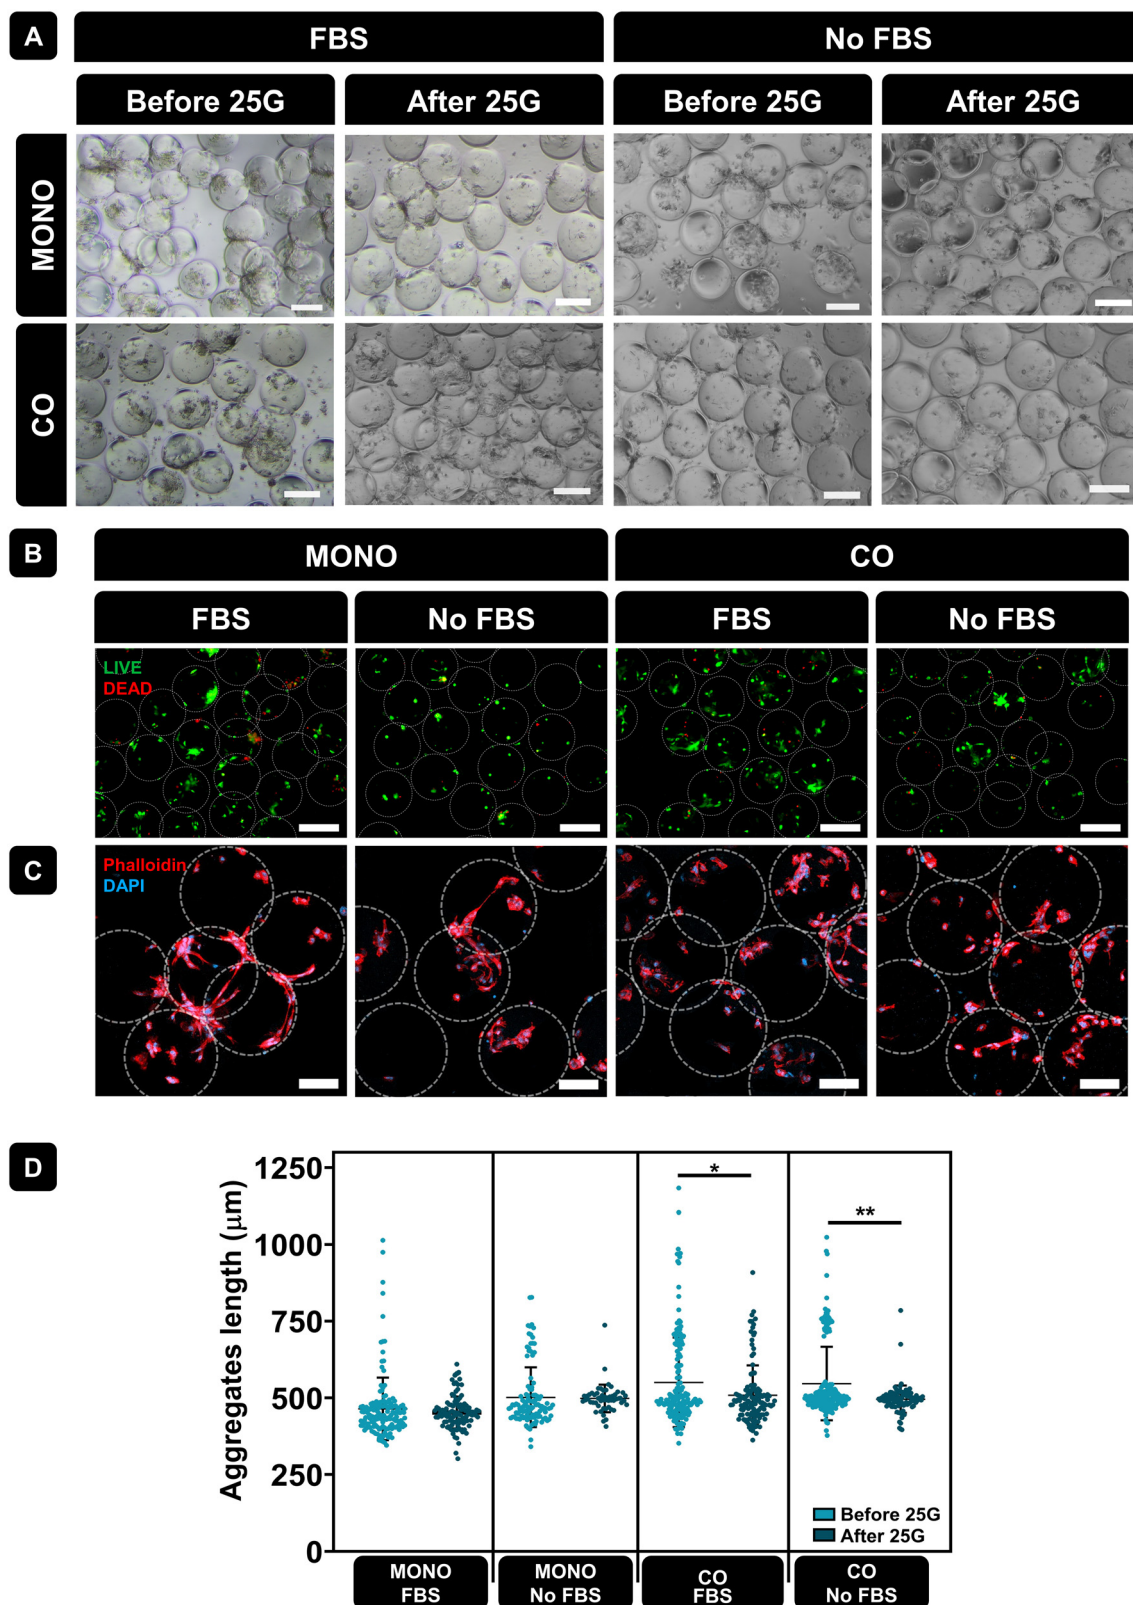 A
FBS
No FBS
Before 25G
After 25G
Before 25G
After 25G
MONO
CO
B
MONO
CO
FBS
No FBS
FBS
No FBS
LIVE
DEAD
C
Phalloidin
DAPI
D
Aggregates length (μm)
1250
1000
750
500
250
0
*
**
Before 25G
After 25G
MONO
FBS
MONO
No FBS
CO
FBS
CO
No FBS